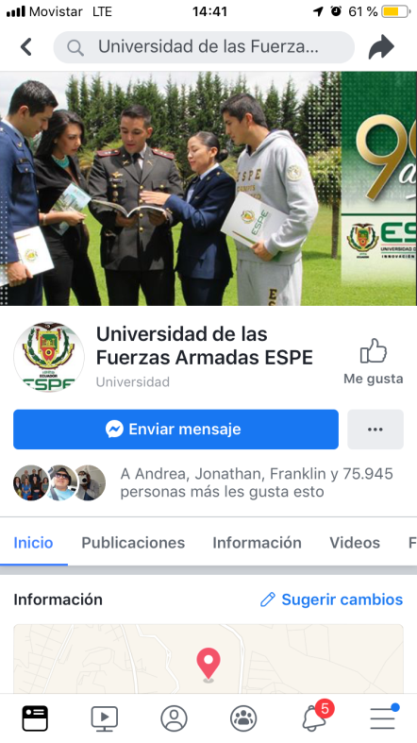 Movistar LTE 14:41 61 %
Universidad de las Fuerza...
ESPE
ESPE
Universidad de las
Fuerzas Armadas ESPE
Universidad
Me gusta
ESPE
Enviar mensaje
A Andrea, Jonathan, Franklin y 75.945
personas más les gusta esto
Inicio Publicaciones Información Videos F
Información Sugerir cambios
5